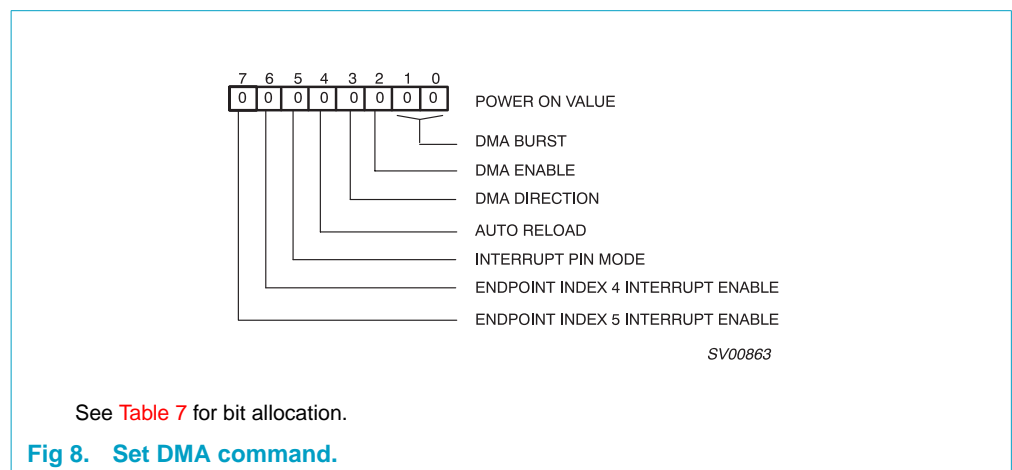 7 6 5 4 3 2 1 0
0 0 0 0 0 0 0 0 POWER ON VALUE
DMA BURST
DMA ENABLE
DMA DIRECTION
AUTO RELOAD
INTERRUPT PIN MODE
ENDPOINT INDEX 4 INTERRUPT ENABLE
ENDPOINT INDEX 5 INTERRUPT ENABLE
SV00863
See Table 7 for bit allocation.
Fig 8. Set DMA command.